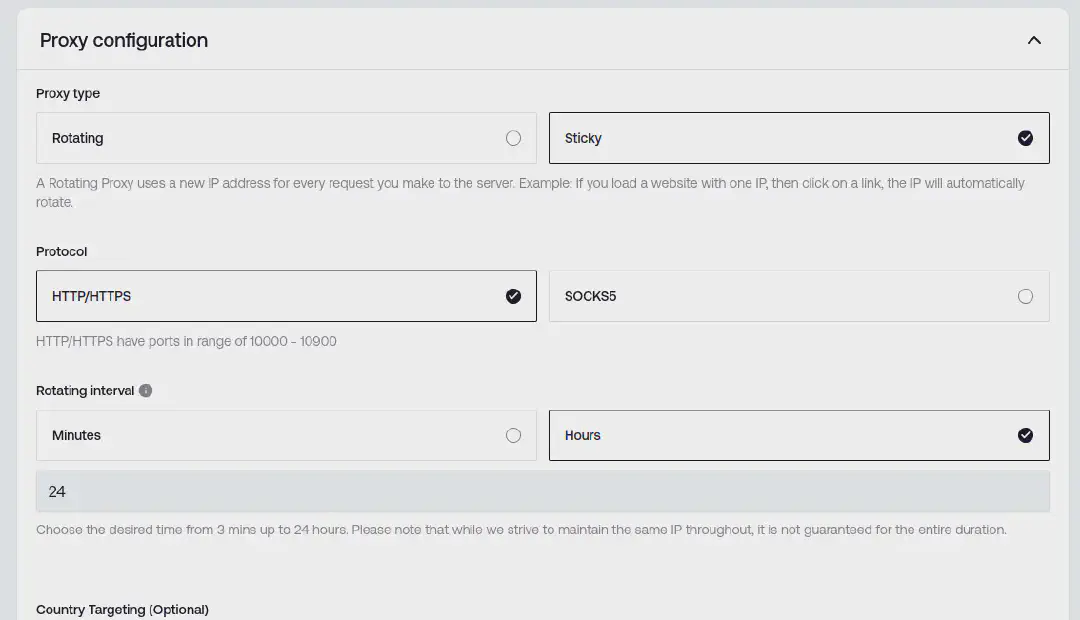 Proxy configuration
Proxy type
Rotating
Sticky
A Rotating Proxy uses a new IP address for every request you make to the server. Example: If you load a website with one IP, then click on a link, the IP will automatically
rotate.
Protocol
HTTP/HTTPS
SOCKS5
HTTP/HTTPS have ports in range of 10000 - 10900
Rotating interval
Minutes
Hours
24
Choose the desired time from 3 mins up to 24 hours. Please note that while we strive to maintain the same IP throughout, it is not guaranteed for the entire duration.
Country Targeting (Optional)